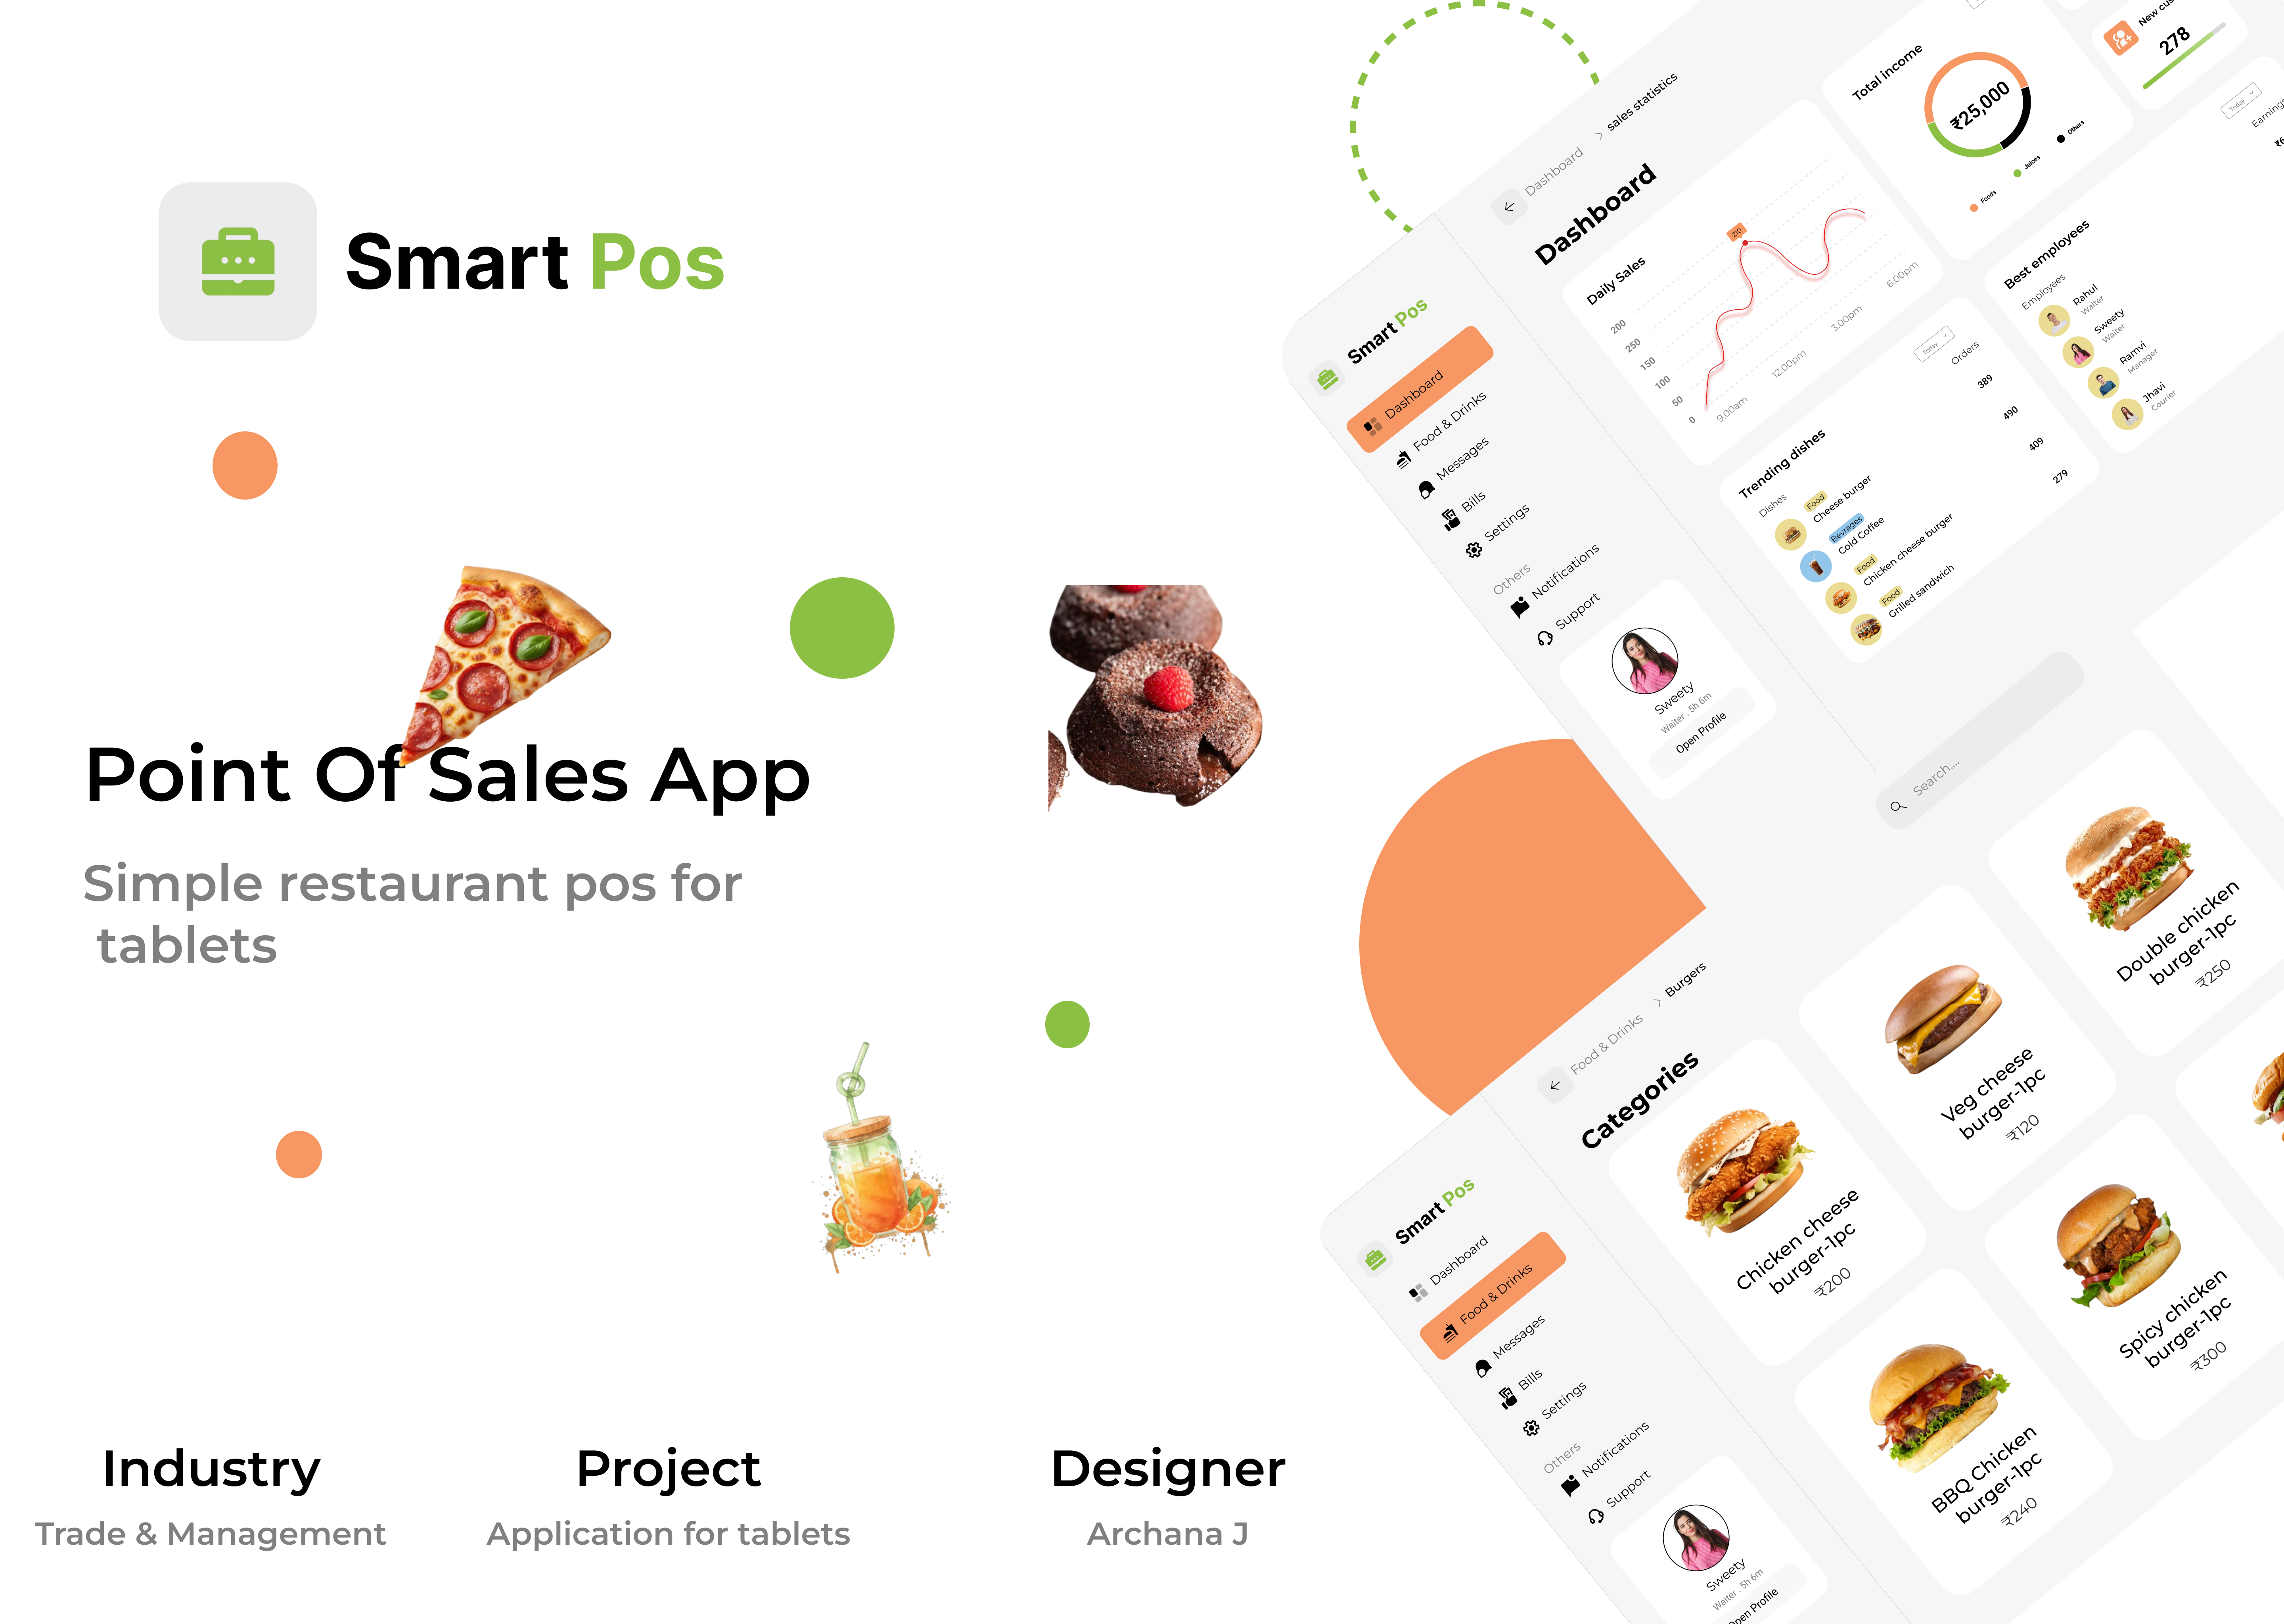 Smart Pos
Point Of Sales App
Simple restaurant pos for
tablets
Industry
Trade & Management
Project
Application for tablets
Designer
Archana J
Smart Pos
Dashboard
Food & Drinks
Messages
Bills
Settings
Others
Notifications
Support
Sweety
Waiter . 5h 6m
Open Profile
Dashboard
sales statistics
Dashboard
Daily Sales
200
250
150
100
50
0
210
9.00am
12.00pm
3.00pm
6.00pm
Total income
₹25,000
Foods
Juices
Others
278
Trending dishes
Today
Dishes
Orders
Food
Cheese burger
389
Bevrages
Cold Coffee
490
Food
Chicken cheese burger
409
Food
Grilled sandwich
279
Best employees
Today
Employees
Rahul
Waiter
Sweety
Waiter
Ramvi
Manager
Jhavi
Courier
Smart Pos
Dashboard
Food & Drinks
Messages
Bills
Settings
Others
Notifications
Support
Sweety
Waiter . 5h 6m
Open Profile
Food & Drinks
Burgers
Search....
Categories
Chicken cheese
burger-1pc
₹200
Veg cheese
burger-1pc
₹120
Double chicken
burger-1pc
₹250
BBQ Chicken
burger-1pc
₹240
Spicy chicken
burger-1pc
₹300